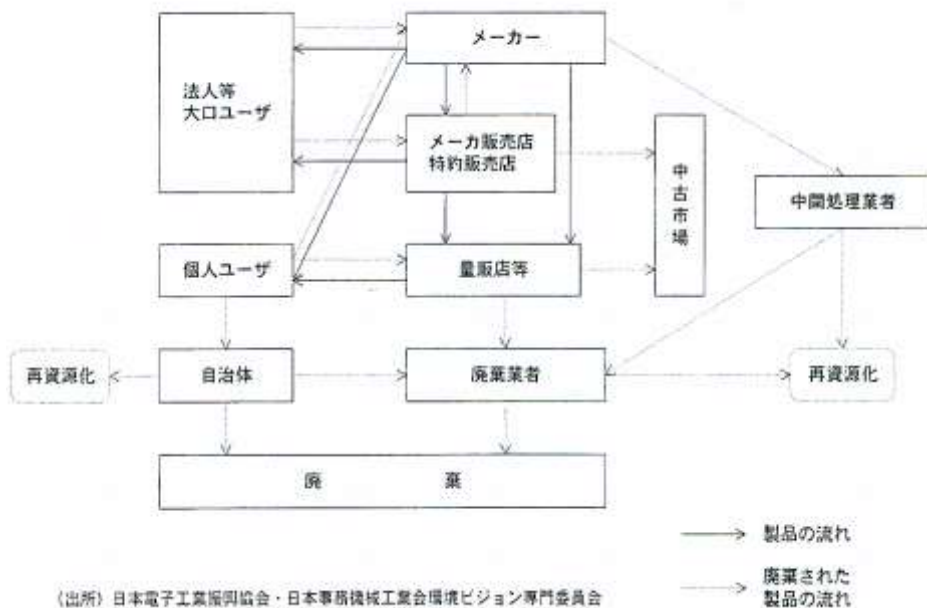 メーカー
法人等
大口ユーザ
メーカ販売店
特約販売店
中古市場
中間処理業者
個人ユーザ
量販店等
再資源化
自治体
廃棄業者
再資源化
廃 棄
製品の流れ
廃棄された
製品の流れ
(出所) 日本電子工業振興協会・日本事務機械工業会環境ビジョン専門委員会